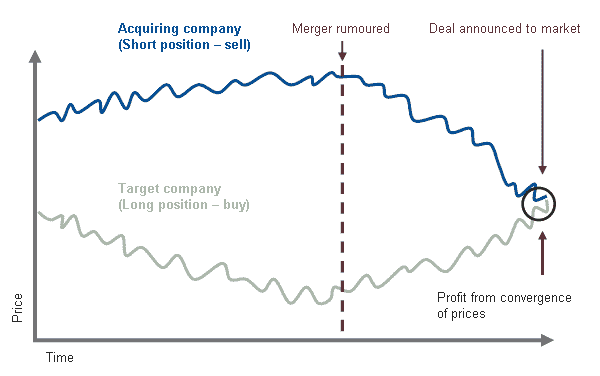 Acquiring company
(Short position – sell)
Merger rumoured
Deal announced to market
Target company
(Long position – buy)
Profit from convergence
of prices
Price
Time